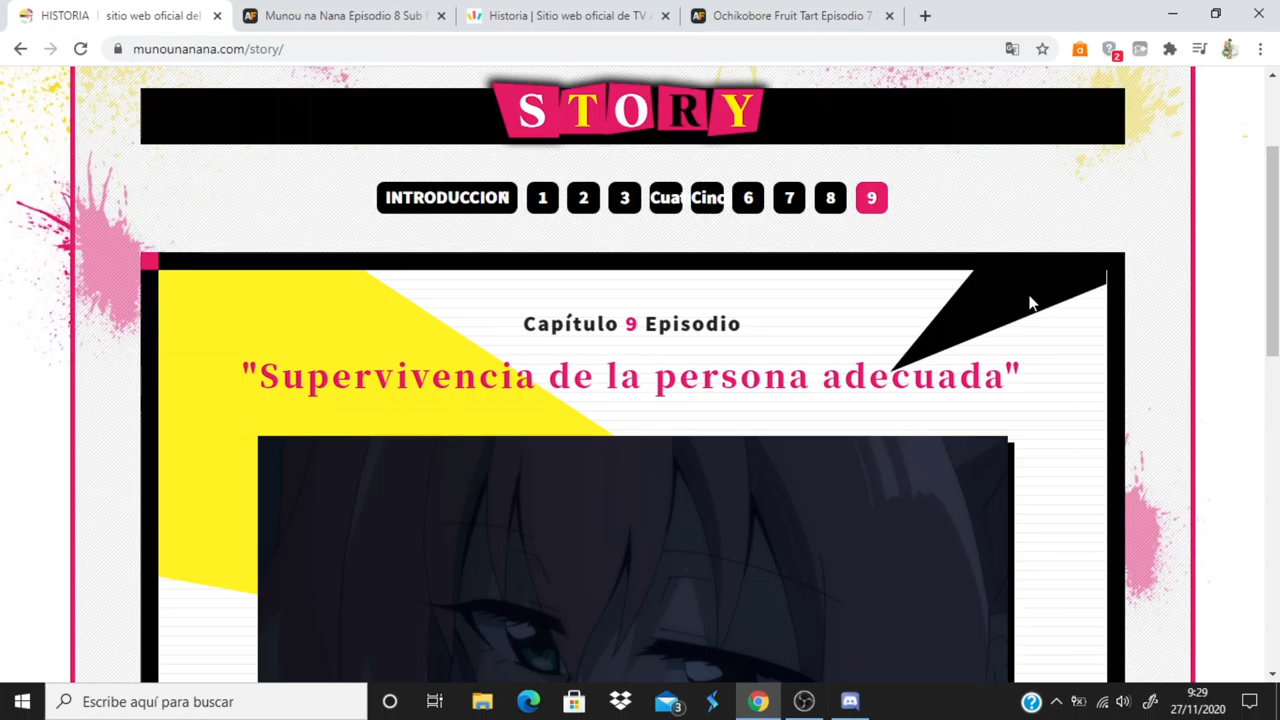 HISTORIA | sitio web oficial del
Munou na Nana Episodio 8 Sub E
Historia | Sitio web oficial de TV A
Ochikobore Fruit Tart Episodio 7
munounanana.com/story/
2
STORY
INTRODUCCION 1 2 3 Cuat Cinc 6 7 8 9
Capítulo 9 Episodio
"Supervivencia de la persona adecuada"
Escribe aquí para buscar
3
9:29
27/11/2020